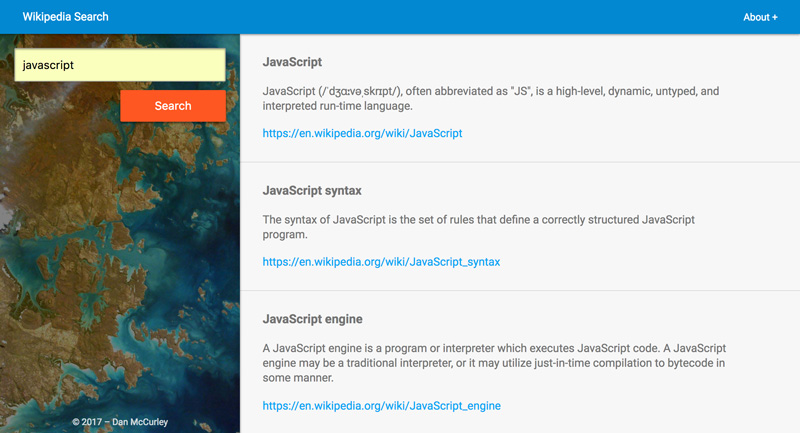 Wikipedia Search
About +
javascript
Search
JavaScript
JavaScript (/ˈdʒɑːvəˌskrɪpt/), often abbreviated as "JS", is a high-level, dynamic, untyped, and
interpreted run-time language.
https://en.wikipedia.org/wiki/JavaScript
JavaScript syntax
The syntax of JavaScript is the set of rules that define a correctly structured JavaScript
program.
https://en.wikipedia.org/wiki/JavaScript_syntax
JavaScript engine
A JavaScript engine is a program or interpreter which executes JavaScript code. A JavaScript
engine may be a traditional interpreter, or it may utilize just-in-time compilation to bytecode in
some manner.
https://en.wikipedia.org/wiki/JavaScript_engine
© 2017 – Dan McCurley